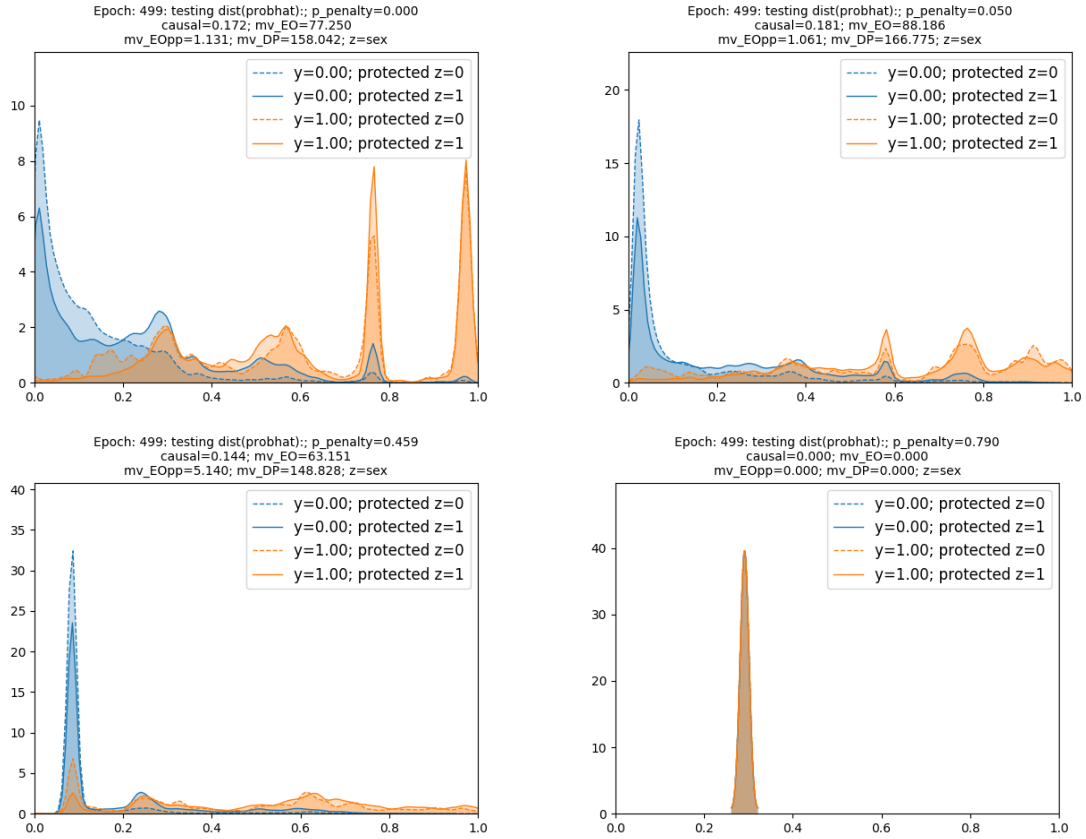 Epoch: 499: testing dist(probhat):; p_penalty=0.000
causal=0.172; mv_EO=77.250
mv_EOpp=1.131; mv_DP=158.042; z=sex
y=0.00; protected z=0
y=0.00; protected z=1
y=1.00; protected z=0
y=1.00; protected z=1
10
8
6
4
2
0
0.0 0.2 0.4 0.6 0.8 1.0
Epoch: 499: testing dist(probhat):; p_penalty=0.050
causal=0.181; mv_EO=88.186
mv_EOpp=1.061; mv_DP=166.775; z=sex
y=0.00; protected z=0
y=0.00; protected z=1
y=1.00; protected z=0
y=1.00; protected z=1
20
15
10
5
0
0.0 0.2 0.4 0.6 0.8 1.0
Epoch: 499: testing dist(probhat):; p_penalty=0.459
causal=0.144; mv_EO=63.151
mv_EOpp=5.140; mv_DP=148.828; z=sex
y=0.00; protected z=0
y=0.00; protected z=1
y=1.00; protected z=0
y=1.00; protected z=1
40
35
30
25
20
15
10
5
0
0.0 0.2 0.4 0.6 0.8 1.0
Epoch: 499: testing dist(probhat):; p_penalty=0.790
causal=0.000; mv_EO=0.000
mv_EOpp=0.000; mv_DP=0.000; z=sex
y=0.00; protected z=0
y=0.00; protected z=1
y=1.00; protected z=0
y=1.00; protected z=1
40
30
20
10
0
0.0 0.2 0.4 0.6 0.8 1.0